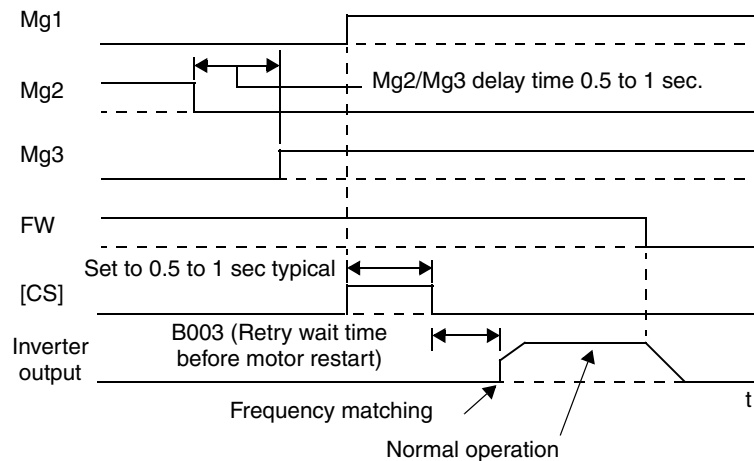 Mg1
Mg2/Mg3 delay time 0.5 to 1 sec.
Mg2
Mg3
FW
Set to 0.5 to 1 sec typical
[CS]
B003 (Retry wait time
before motor restart)
Inverter
output
t
Frequency matching
Normal operation